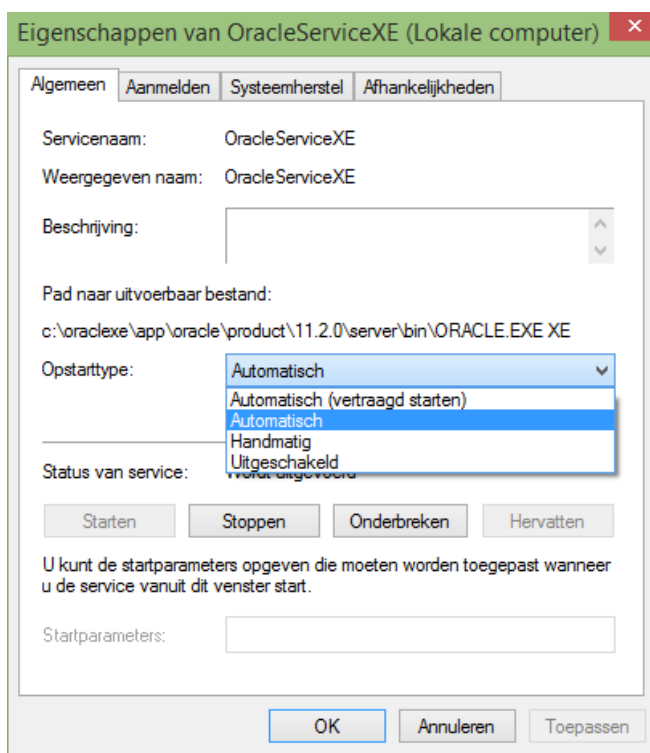 Eigenschappen van OracleServiceXE (Lokale computer)
Algemeen Aanmelden Systeemherstel Afhankelijkheden
Servicenaam: OracleServiceXE
Weergegeven naam: OracleServiceXE
Beschrijving:
Pad naar uitvoerbaar bestand:
c:\oraclexe\app\oracle\product\11.2.0\server\bin\ORACLE.EXE XE
Opstarttype: Automatisch
Automatisch (vertraagd starten)
Automatisch
Handmatig
Uitgeschakeld
Status van service: Wordt uitgevoerd
Starten Stoppen Onderbreken Hervatten
U kunt de startparameters opgeven die moeten worden toegepast wanneer
u de service vanuit dit venster start.
Startparameters:
OK Annuleren Toepassen